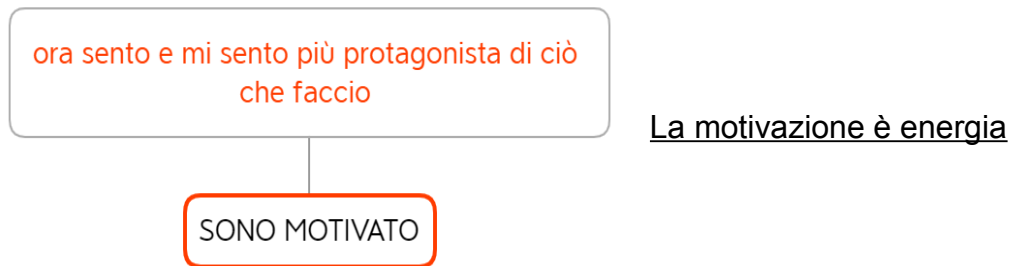 ora sento e mi sento più protagonista di ciò
che faccio
La motivazione è energia
SONO MOTIVATO